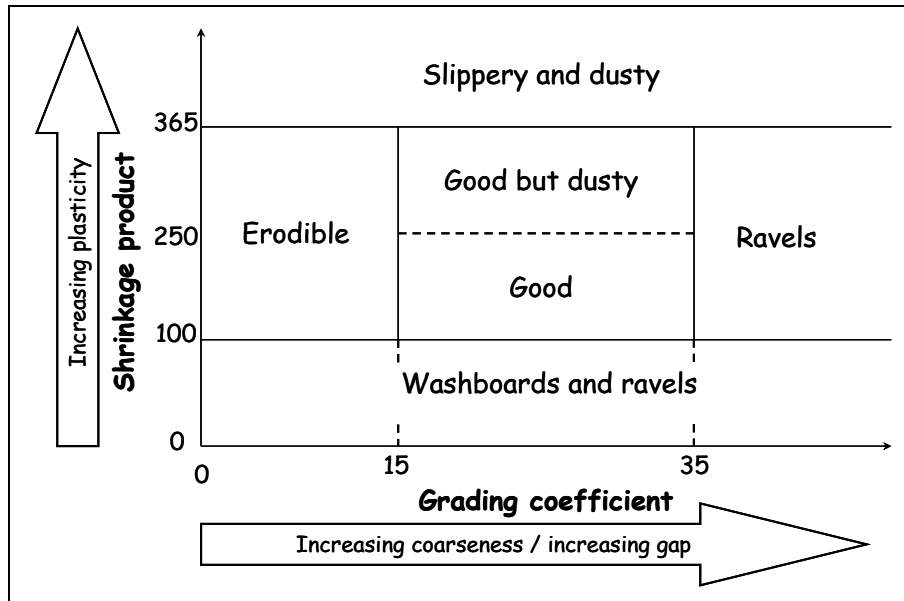 Slippery and dusty
365
Good but dusty
Increasing plasticity
Shrinkage product
250
Erodible
Ravels
Good
100
Washboards and ravels
0
0
15
35
Grading coefficient
Increasing coarseness / increasing gap